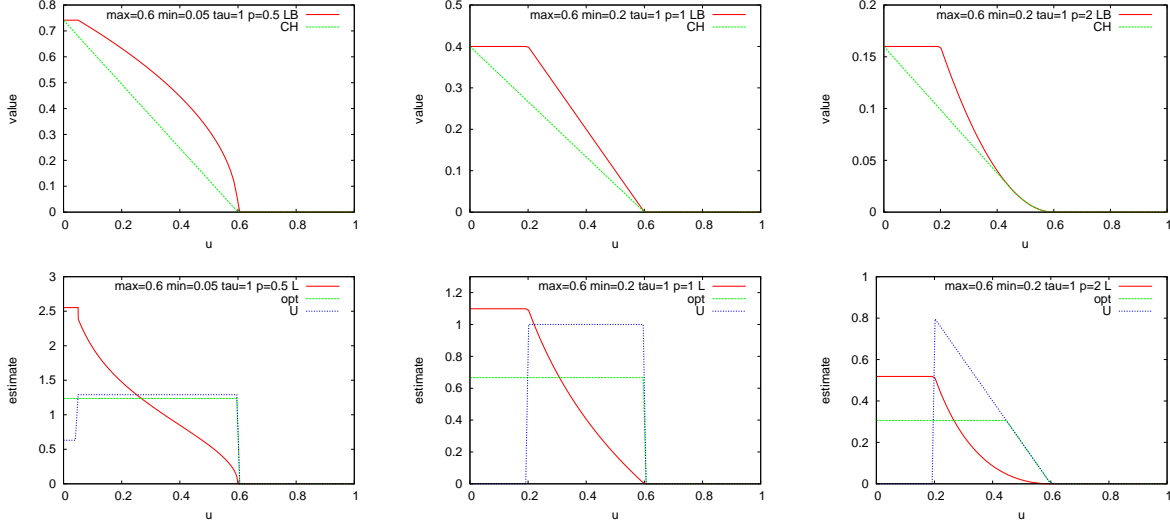 max=0.6 min=0.05 tau=1 p=0.5 LB
CH
value
0.8
0.7
0.6
0.5
0.4
0.3
0.2
0.1
0
0 0.2 0.4 0.6 0.8 1
u
max=0.6 min=0.2 tau=1 p=1 LB
CH
value
0.5
0.4
0.3
0.2
0.1
0
0 0.2 0.4 0.6 0.8 1
u
max=0.6 min=0.2 tau=1 p=2 LB
CH
value
0.2
0.15
0.1
0.05
0
0 0.2 0.4 0.6 0.8 1
u
max=0.6 min=0.05 tau=1 p=0.5 L
opt
U
estimate
3
2.5
2
1.5
1
0.5
0
0 0.2 0.4 0.6 0.8 1
u
max=0.6 min=0.2 tau=1 p=1 L
opt
U
estimate
1.2
1
0.8
0.6
0.4
0.2
0
0 0.2 0.4 0.6 0.8 1
u
max=0.6 min=0.2 tau=1 p=2 L
opt
U
estimate
1
0.8
0.6
0.4
0.2
0
0 0.2 0.4 0.6 0.8 1
u